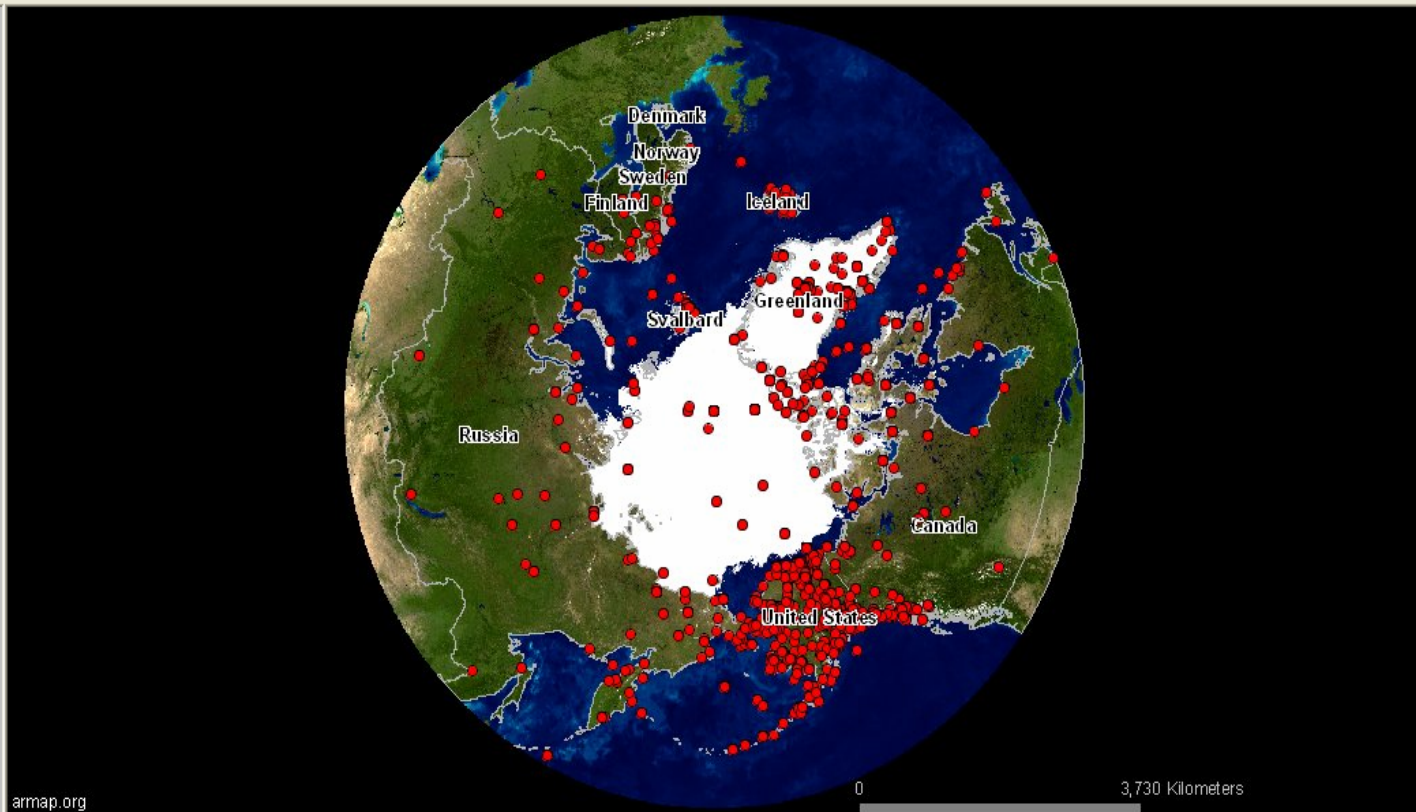 Denmark
Norway
Sweden
Finland
Iceland
Greenland
Svalbard
Russia
Canada
United States
0
3,730 Kilometers
armap.org